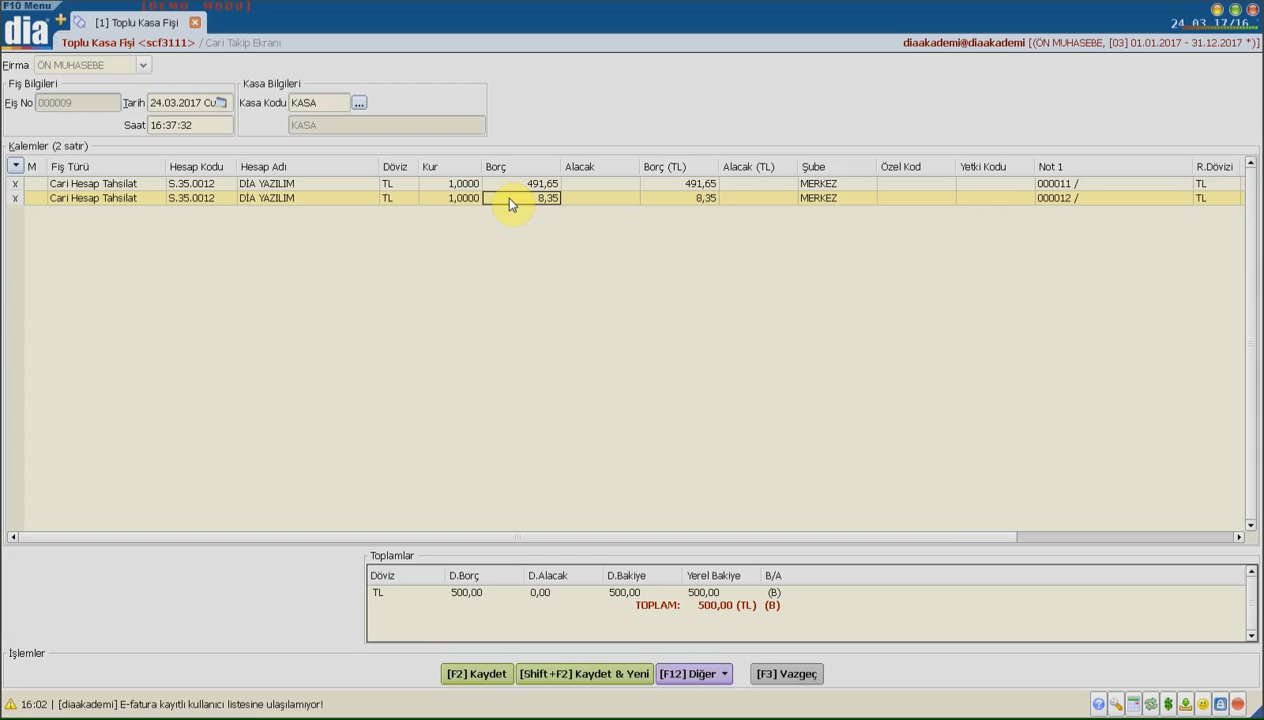 F10 Menu
[DEMO MODU]
dia
[1] Toplu Kasa Fişi
Toplu Kasa Fişi <scf3111> / Cari Takip Ekranı
diaakademi@diaakademi [(ÖN MUHASEBE, [03] 01.01.2017 - 31.12.2017 *)]
Firma ÖN MUHASEBE
Fiş Bilgileri Kasa Bilgileri
Fiş No 000009 Tarih 24.03.2017 Cu Kasa Kodu KASA ...
Saat 16:37:32 KASA
Kalemler (2 satır)
M Fiş Türü Hesap Kodu Hesap Adı Döviz Kur Borç Alacak Borç (TL) Alacak (TL) Şube Özel Kod Yetki Kodu Not 1 R.Dövizi
X Cari Hesap Tahsilat S.35.0012 DİA YAZILIM TL 1,0000 491,65 491,65 MERKEZ 000011 / TL
X Cari Hesap Tahsilat S.35.0012 DİA YAZILIM TL 1,0000 8,35 8,35 MERKEZ 000012 / TL
Toplamlar
Döviz D.Borç D.Alacak D.Bakiye Yerel Bakiye B/A
TL 500,00 0,00 500,00 500,00 (B)
TOPLAM: 500,00 (TL) (B)
İşlemler
[F2] Kaydet [Shift+F2] Kaydet & Yeni [F12] Diğer [F3] Vazgeç
16:02 | [diaakademi] E-fatura kayıtlı kullanıcı listesine ulaşılamıyor!